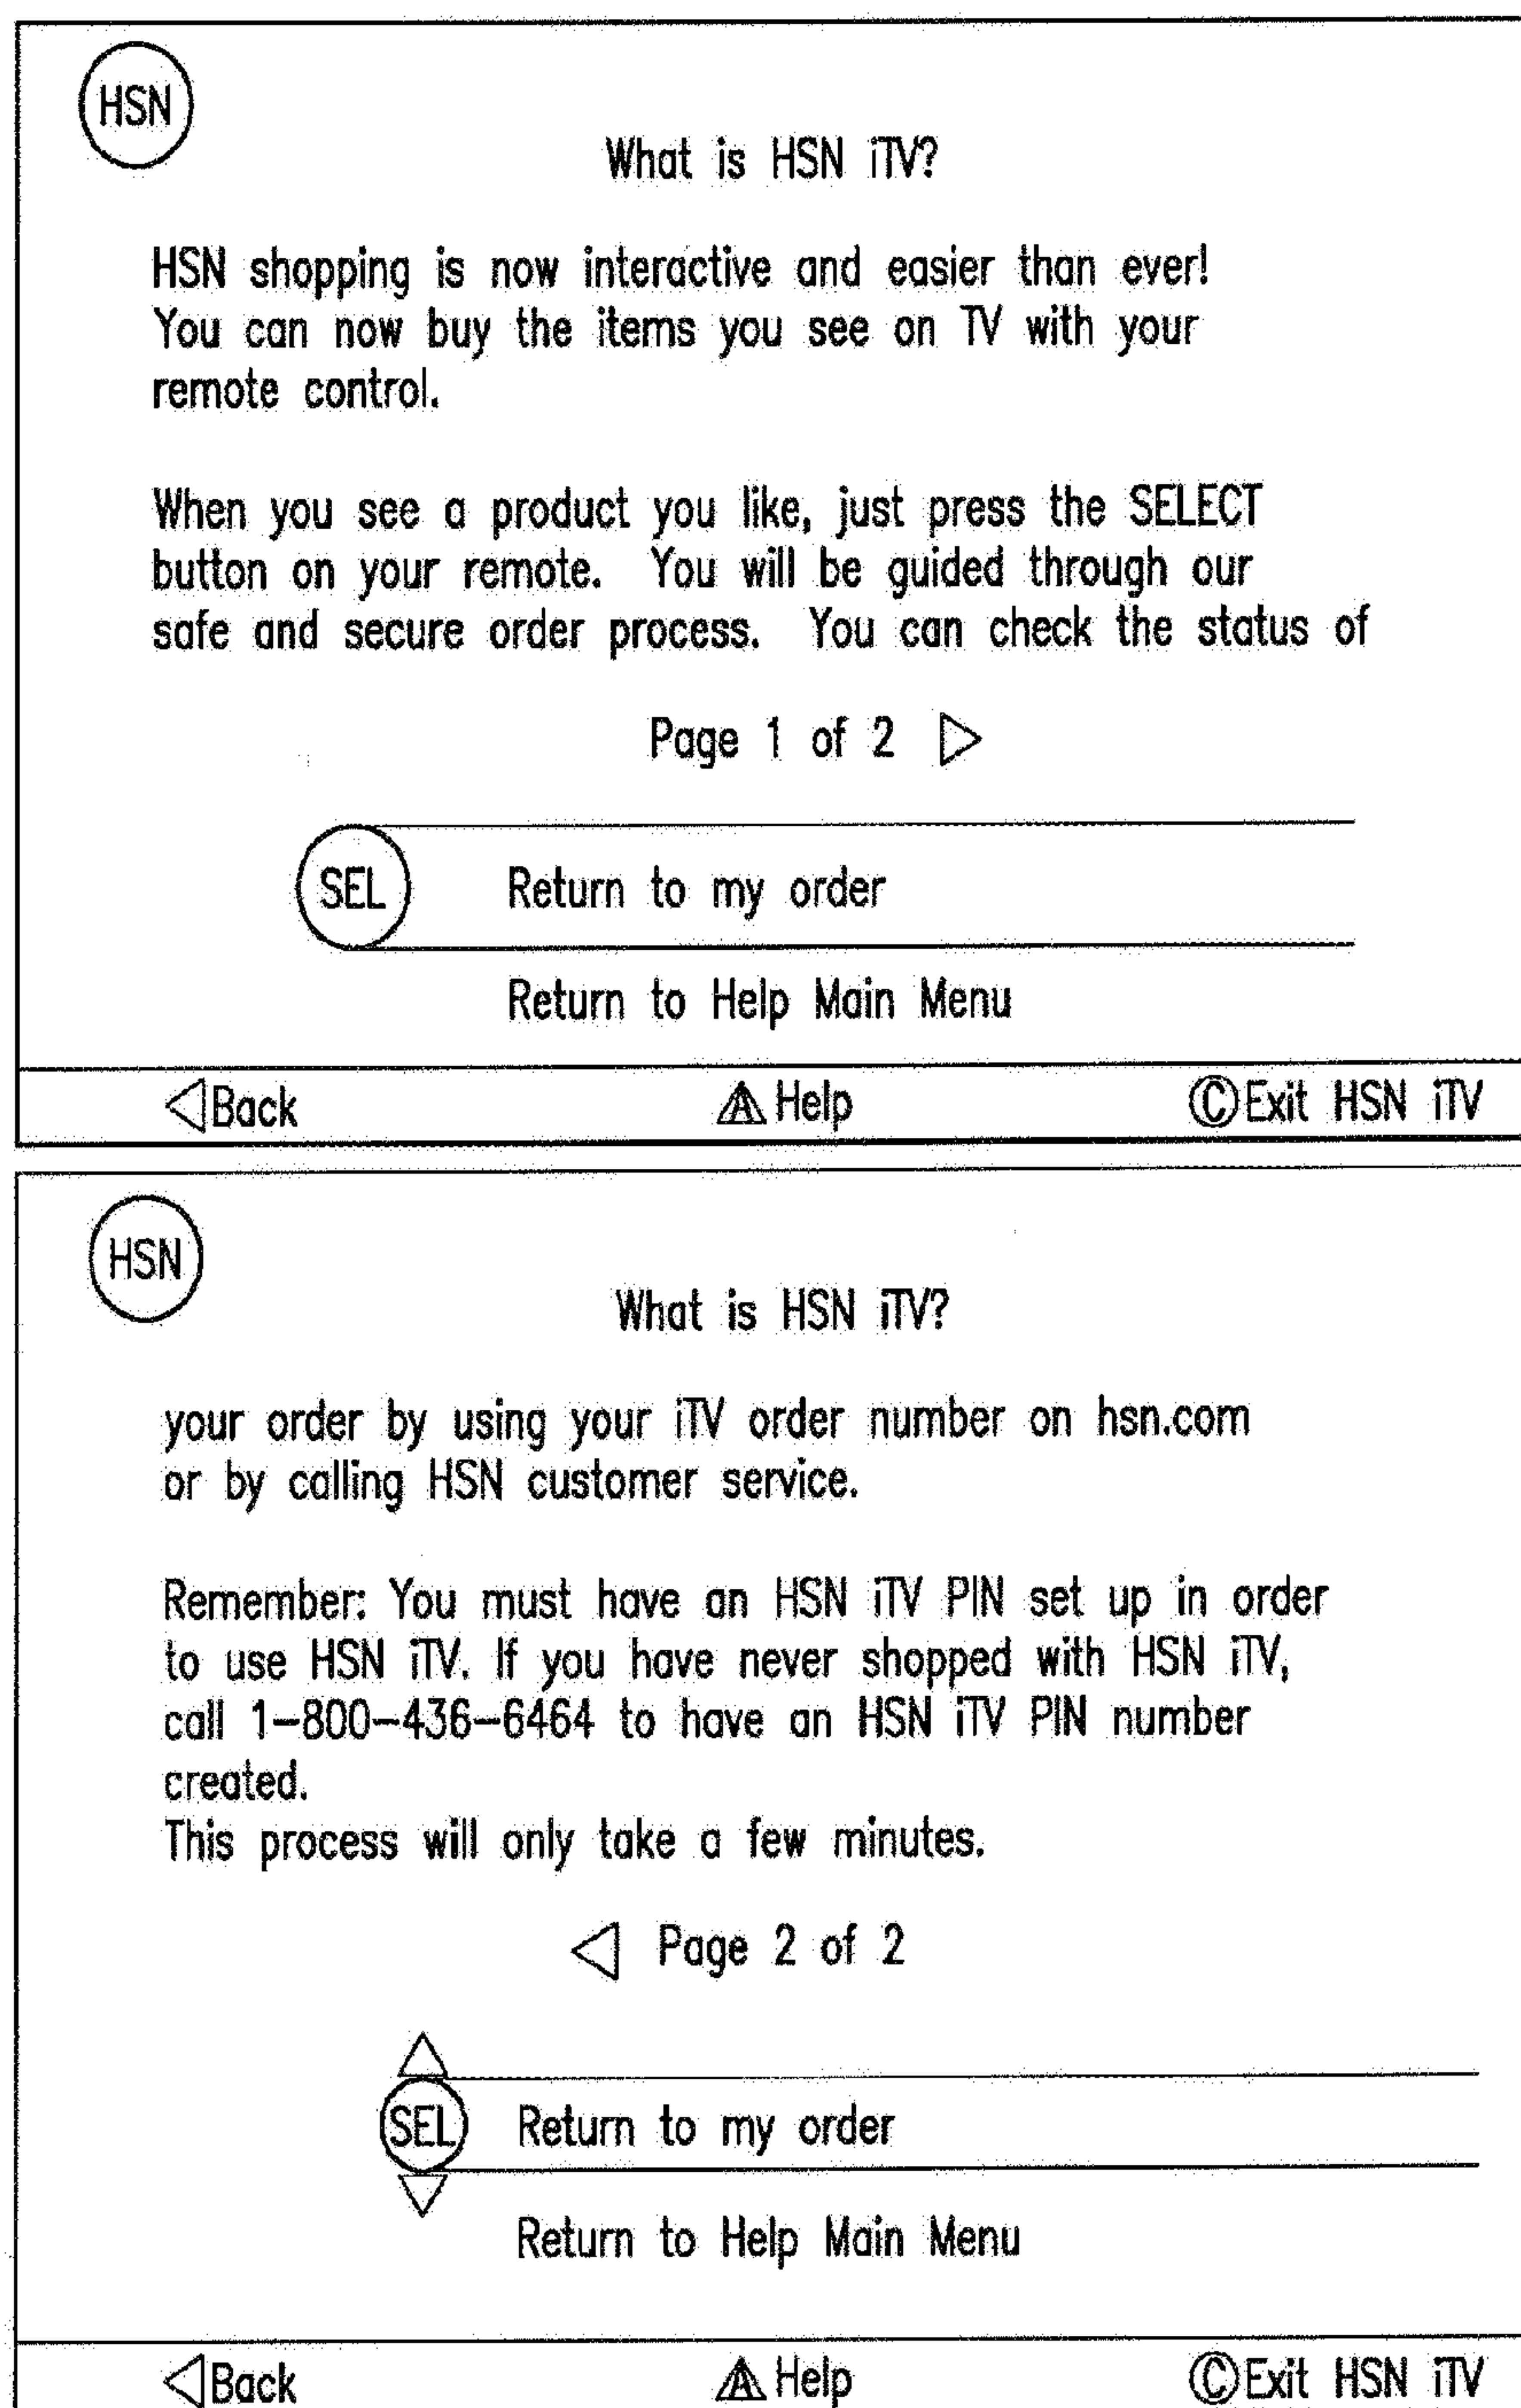 HSN
What is HSN iTV?
HSN shopping is now interactive and easier than ever!
You can now buy the items you see on TV with your
remote control.
When you see a product you like, just press the SELECT
button on your remote. You will be guided through our
safe and secure order process. You can check the status of
Page 1 of 2
SEL Return to my order
Return to Help Main Menu
Back A Help C Exit HSN iTV
HSN
What is HSN iTV?
your order by using your iTV order number on hsn.com
or by calling HSN customer service.
Remember: You must have an HSN iTV PIN set up in order
to use HSN iTV. If you have never shopped with HSN iTV,
call 1-800-436-6464 to have an HSN iTV PIN number
created.
This process will only take a few minutes.
Page 2 of 2
SEL Return to my order
Return to Help Main Menu
Back A Help C Exit HSN iTV